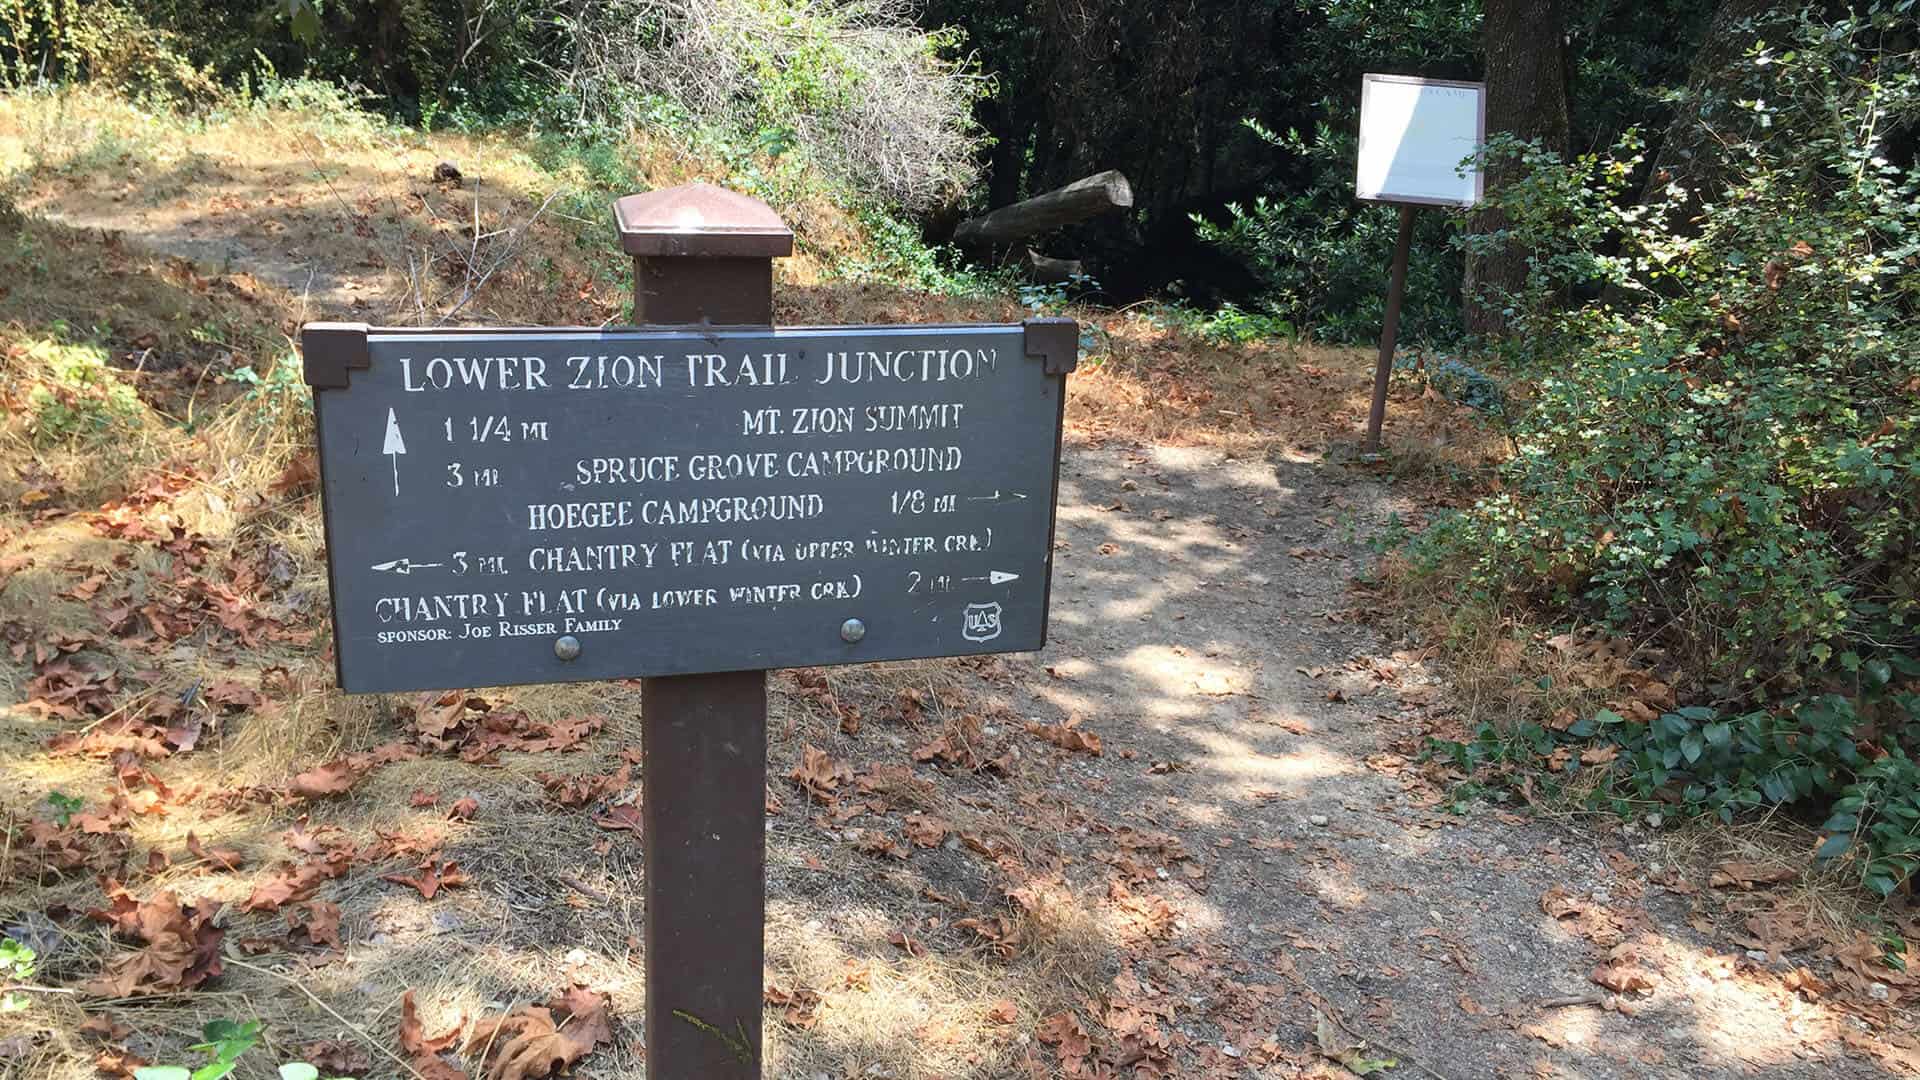 LOWER ZION TRAIL JUNCTION
1 1/4 MI MT. ZION SUMMIT
3 MI SPRUCE GROVE CAMPGROUND
HOEGEE CAMPGROUND 1/8 MI
3 MI. CHANTRY FLAT (VIA UPPER WINTER CRK.)
CHANTRY FLAT (VIA LOWER WINTER CRK.) 2 MI.
SPONSOR: JOE RISSER FAMILY
UAS